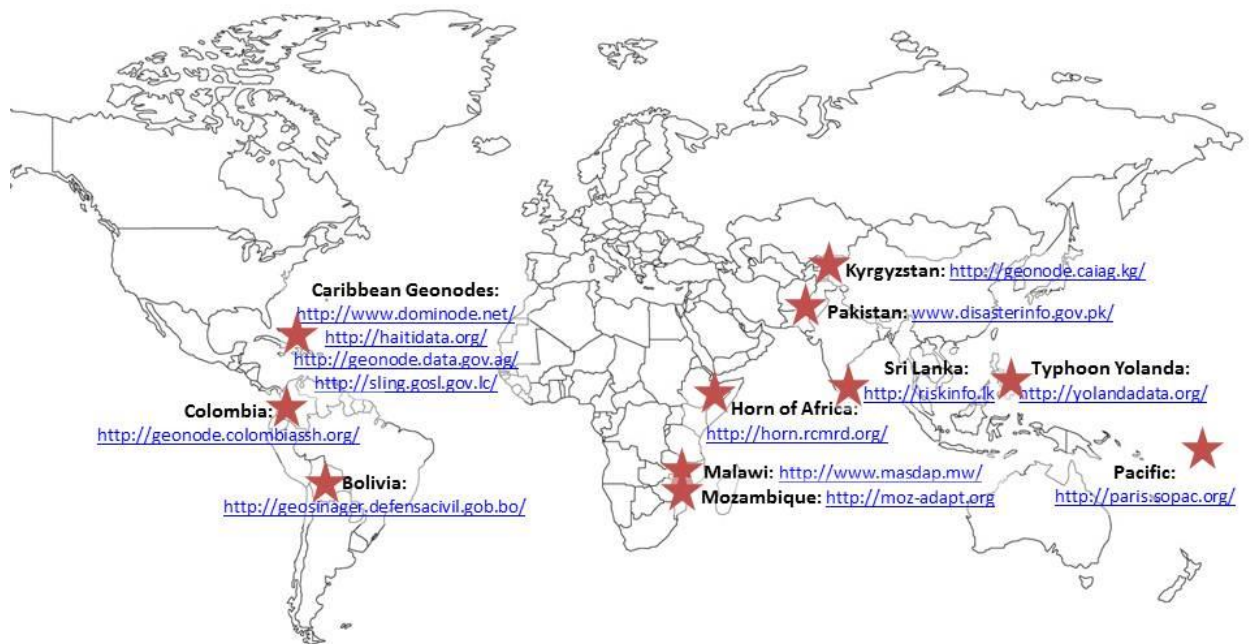 Caribbean Geonodes:
http://www.dominode.net/
http://haitidata.org/
http://geonode.data.gov.ag/
http://sling.gosl.gov.lc/
Colombia:
http://geonode.colombiassh.org/
Bolivia:
http://geosinager.defensacivil.gob.bo/
Kyrgyzstan: http://geonode.caiag.kg/
Pakistan: www.disasterinfo.gov.pk/
Sri Lanka:
http://riskinfo.lk
Typhoon Yolanda:
http://yolandadata.org/
Horn of Africa:
http://horn.rcmrd.org/
Malawi: http://www.masdap.mw/
Mozambique: http://moz-adapt.org
Pacific:
http://paris.sopac.org/